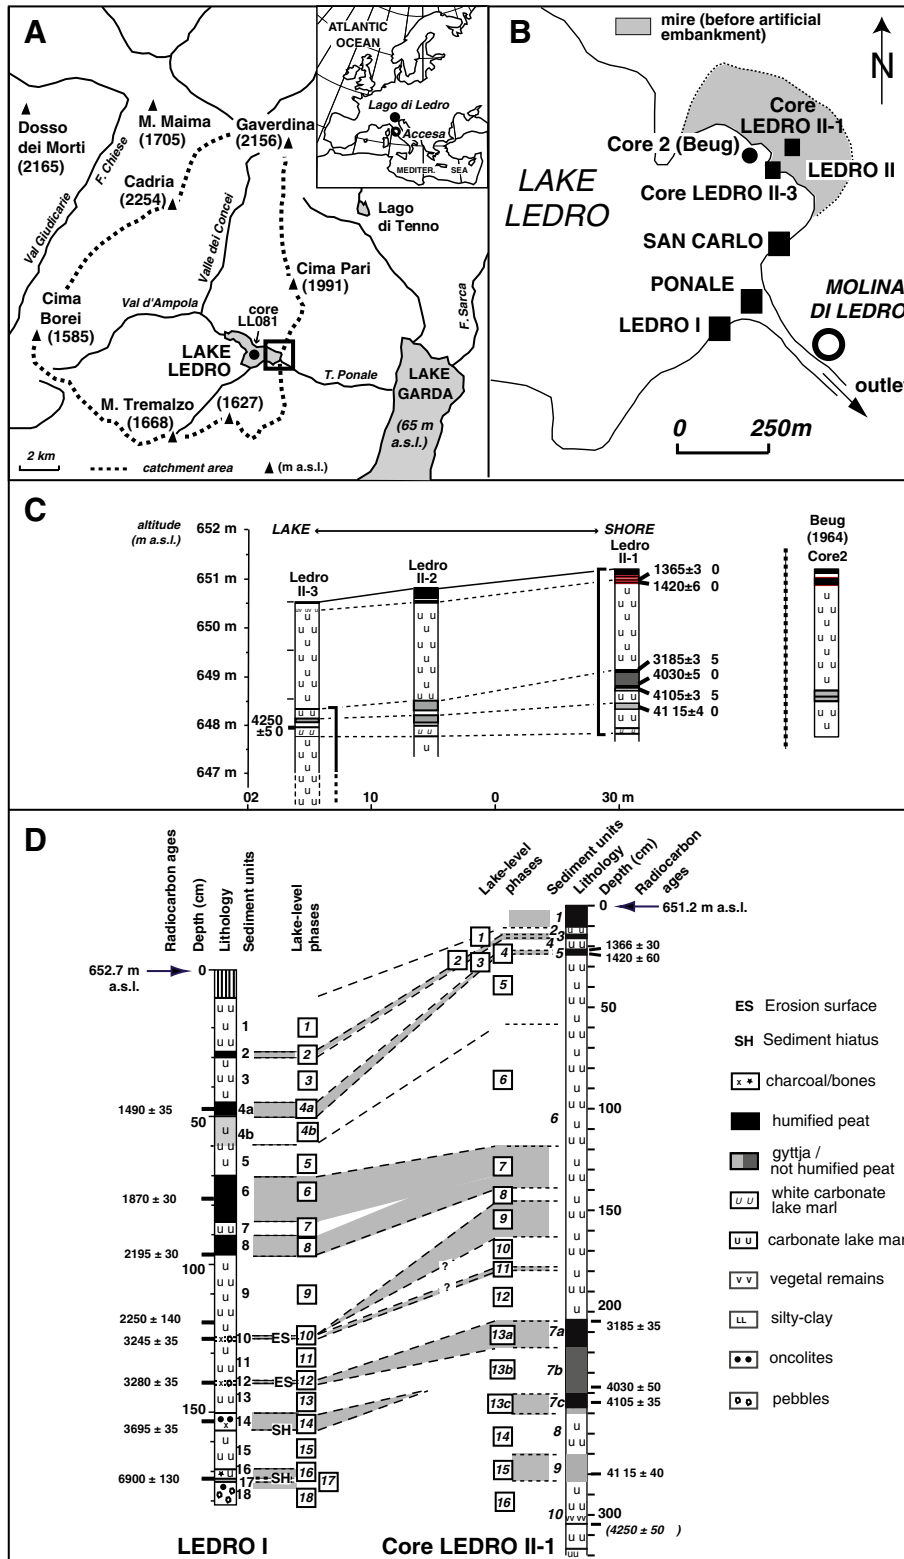 A
ATLANTIC
OCEAN
Lago di Ledro
Accesa
MEDITER. SEA
Dosso
dei Morti
(2165)
M. Maima
(1705)
Gaverdina
(2156)
F. Chiese
Val Giudicarie
Cadria
(2254)
Valle dei Concei
Lago
di Tenno
Cima Pari
(1991)
Cima
Borei
(1585)
Val d'Ampola
core
LL081
F. Sarca
LAKE
LEDRO
T. Ponale
LAKE
GARDA
(65 m
a.s.l.)
M. Tremalzo
(1668)
(1627)
2 km
catchment area
(m a.s.l.)
B
mire (before artificial
embankment)
N
Core
LEDRO II-1
Core 2 (Beug)
LEDRO II
Core LEDRO II-3
LAKE
LEDRO
SAN CARLO
PONALE
LEDRO I
MOLINA
DI LEDRO
outle
0 250m
C
altitude
(m a.s.l.)
652 m
651 m
650 m
649 m
648 m
647 m
LAKE
SHORE
Ledro
II-3
Ledro
II-2
Ledro
II-1
Beug
(1964)
Core2
1365±3 0
1420±6 0
3185±3 5
4030±5 0
4105±3 5
41 15±4 0
4250
±5 0
02 10 0 30 m
D
Radiocarbon ages
Depth (cm)
Lithology
Sediment units
Lake-level
phases
Lake-level
phases
Sediment units
Lithology
Depth (cm)
Radiocarbon
ages
652.7 m
a.s.l.
0
50
100
150
1490 ± 35
1870 ± 30
2195 ± 30
2250 ± 140
3245 ± 35
3280 ± 35
3695 ± 35
6900 ± 130
1
2
3
4a
4b
5
6
7
8
9
10
11
12
13
14
15
16
17
18
ES
ES
SH
SH
1
2
3
4a
4b
5
6
7
8
9
10
11
12
13
14
15
16
17
18
?
?
1
2
3
4
5
6
7
8
9
10
11
12
13a
13b
13c
14
15
16
1
2
3
4
5
6
7a
7b
7c
8
9
10
0
50
100
150
200
300
651.2 m a.s.l.
1366 ± 30
1420 ± 60
3185 ± 35
4030 ± 50
4105 ± 35
41 15 ± 40
(4250 ± 50 )
LEDRO I
Core LEDRO II-1
ES Erosion surface
SH Sediment hiatus
charcoal/bones
humified peat
gyttja /
not humified peat
white carbonate
lake marl
carbonate lake mar
vegetal remains
silty-clay
oncolites
pebbles